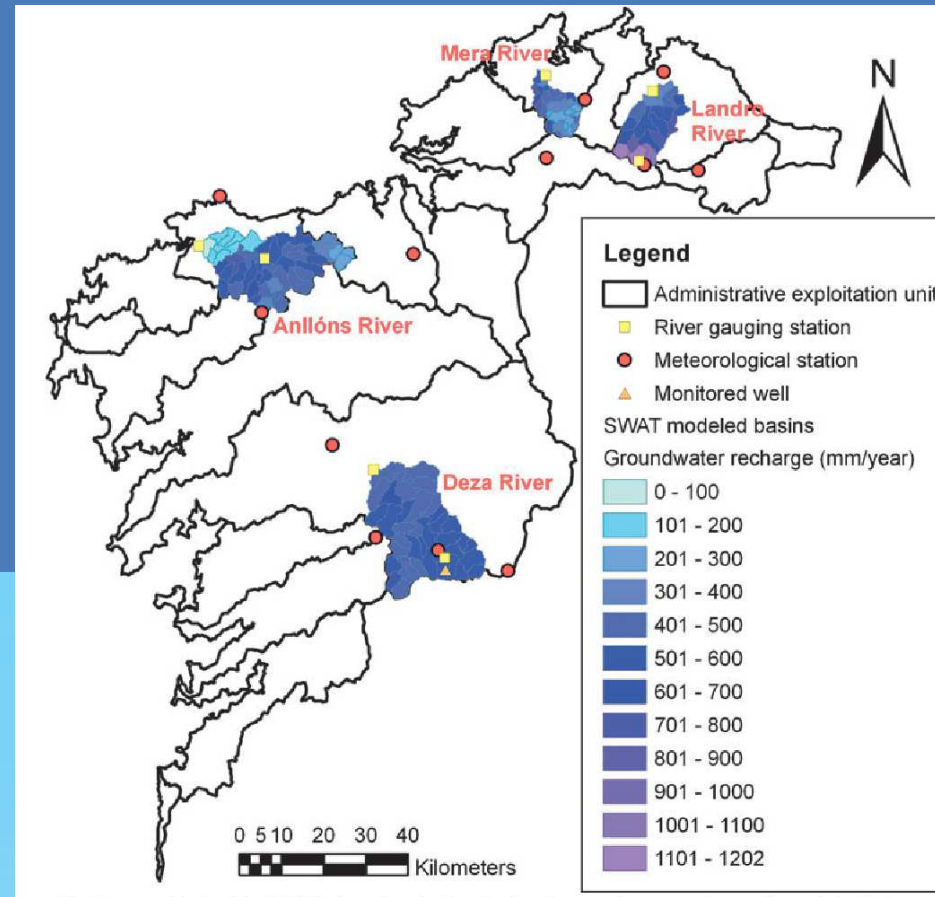 Mera River
Landro
River
N
Anllóns River
Deza River
Legend
Administrative exploitation unit
River gauging station
Meteorological station
Monitored well
SWAT modeled basins
Groundwater recharge (mm/year)
0 - 100
101 - 200
201 - 300
301 - 400
401 - 500
501 - 600
601 - 700
701 - 800
801 - 900
901 - 1000
1001 - 1100
1101 - 1202
0 5 10 20 30 40
Kilometers